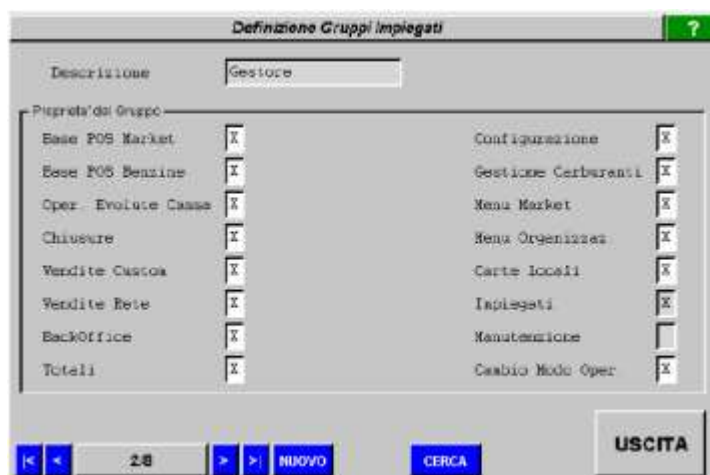 Definizione Gruppi Impiegati ?
Descrizione Gestore
Proprieta' del Gruppo
Base POS Market X Configurazione X
Base POS Benzine X Gestione Carburanti X
Oper. Evolute Cassa X Menu Market X
Chiusure X Menu Organizzaz X
Vendite Custom X Carte locali X
Vendite Rete X Impiegati X
BackOffice X Manutenzione
Totali X Cambio Modo Oper X
|< < 2/8 > >| NUOVO CERCA USCITA